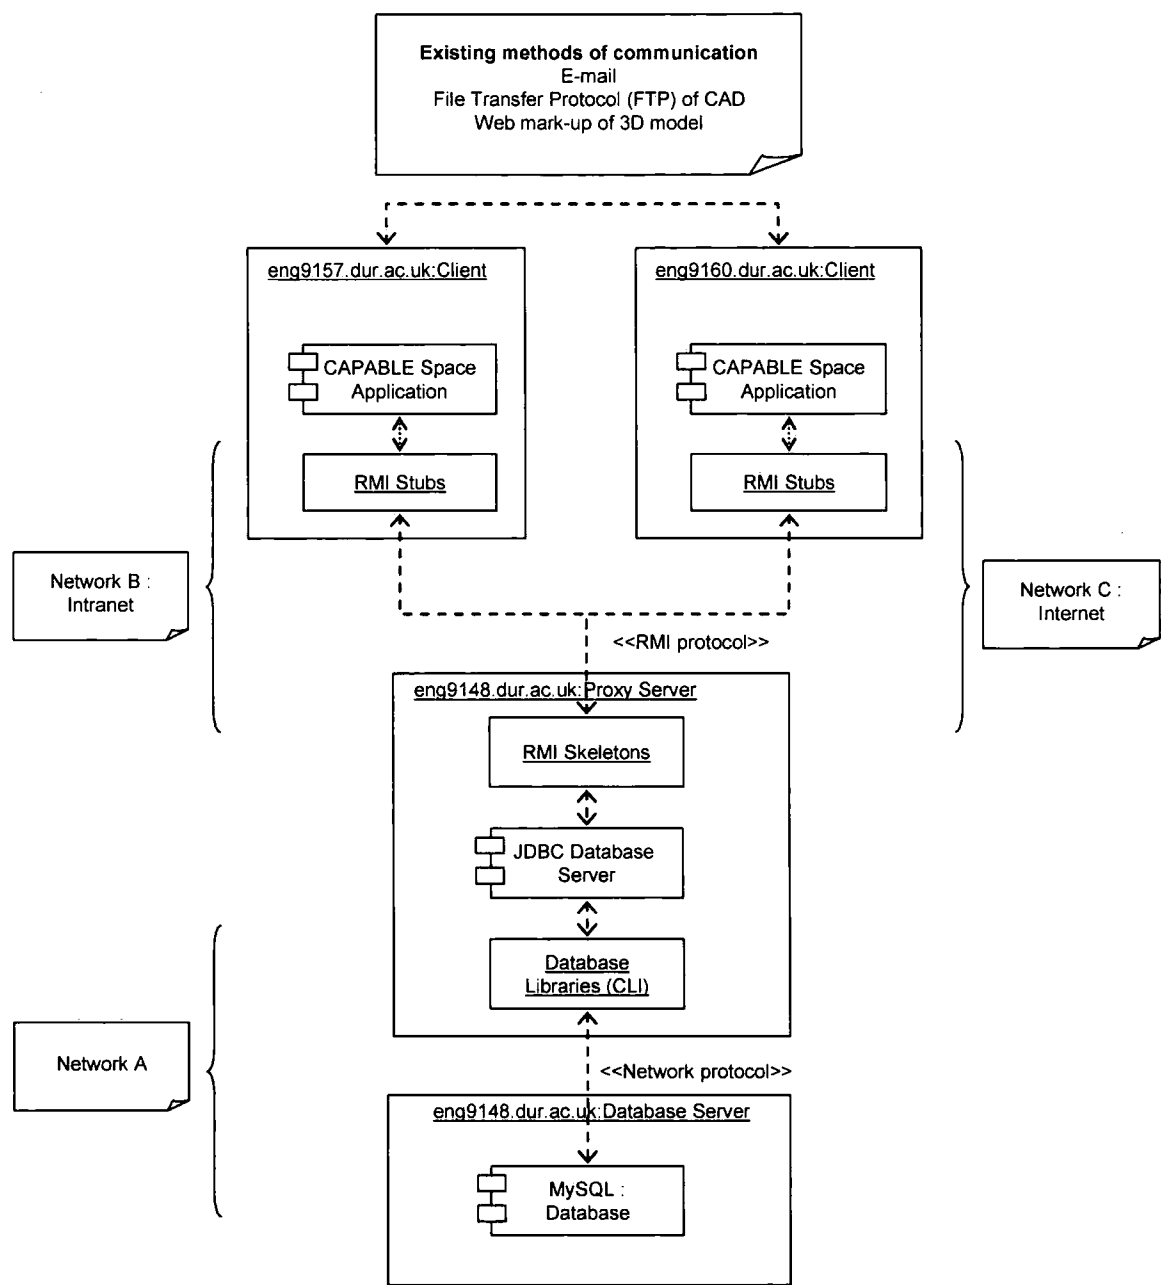 Existing methods of communication
E-mail
File Transfer Protocol (FTP) of CAD
Web mark-up of 3D model
eng9157.dur.ac.uk:Client
eng9160.dur.ac.uk:Client
CAPABLE Space
Application
CAPABLE Space
Application
RMI Stubs
RMI Stubs
Network B :
Intranet
Network C :
Internet
<<RMI protocol>>
eng9148.dur.ac.uk:Proxy Server
RMI Skeletons
JDBC Database
Server
Database
Libraries (CLI)
Network A
<<Network protocol>>
eng9148.dur.ac.uk:Database Server
MySQL :
Database